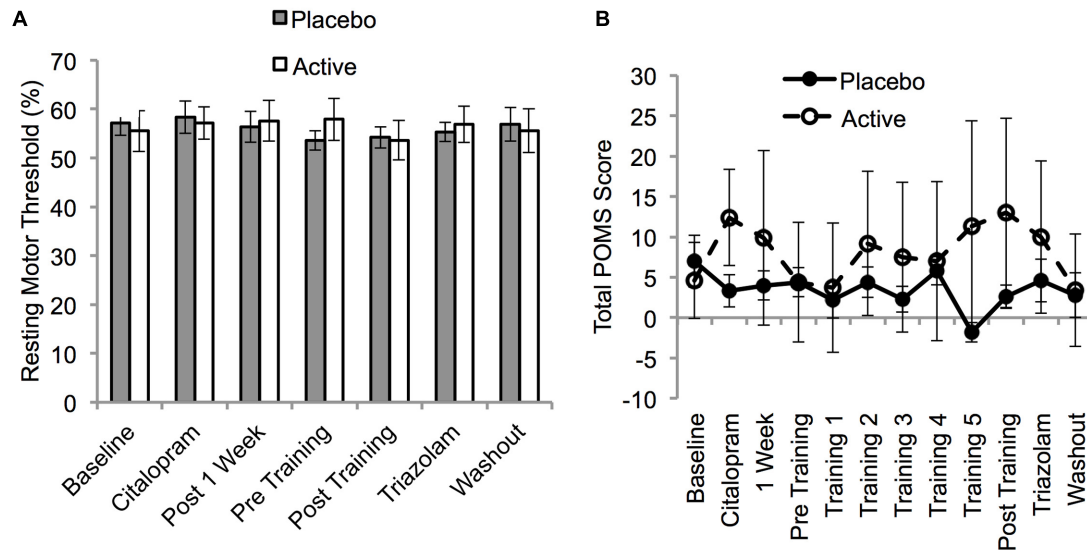 A
Placebo
Active
Resting Motor Threshold (%)
70
60
50
40
30
20
10
0
Baseline
Citalopram
Post 1 Week
Pre Training
Post Training
Triazolam
Washout
B
Placebo
Active
Total POMS Score
30
25
20
15
10
5
0
-5
-10
Baseline
Citalopram
1 Week
Pre Training
Training 1
Training 2
Training 3
Training 4
Training 5
Post Training
Triazolam
Washout